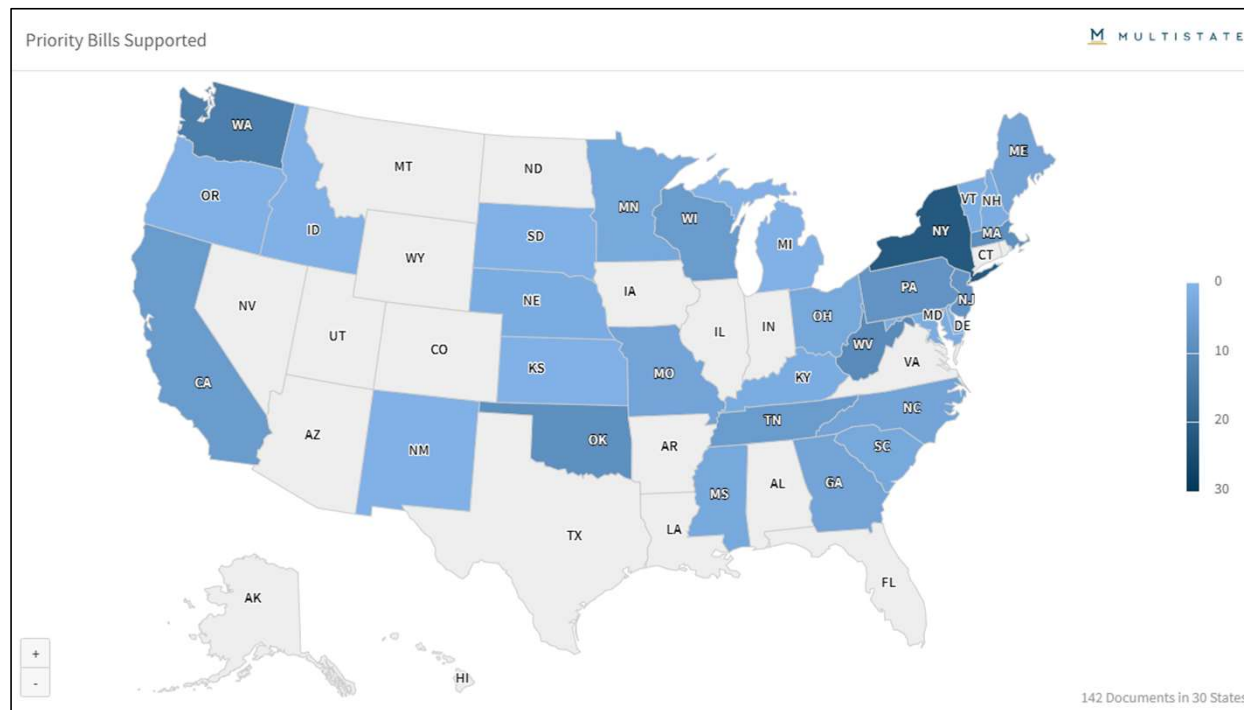 Priority Bills Supported
M MULTISTATE
WA
MT
ND
ME
OR
ID
SD
MN
WI
MI
VT
NH
NY
MA
CT
WY
NE
IA
PA
NJ
NV
UT
CO
KS
IL
IN
OH
MD
DE
WV
VA
CA
MO
KY
AZ
NM
OK
AR
TN
NC
SC
TX
LA
MS
AL
GA
FL
AK
HI
0
10
20
30
+
-
142 Documents in 30 States